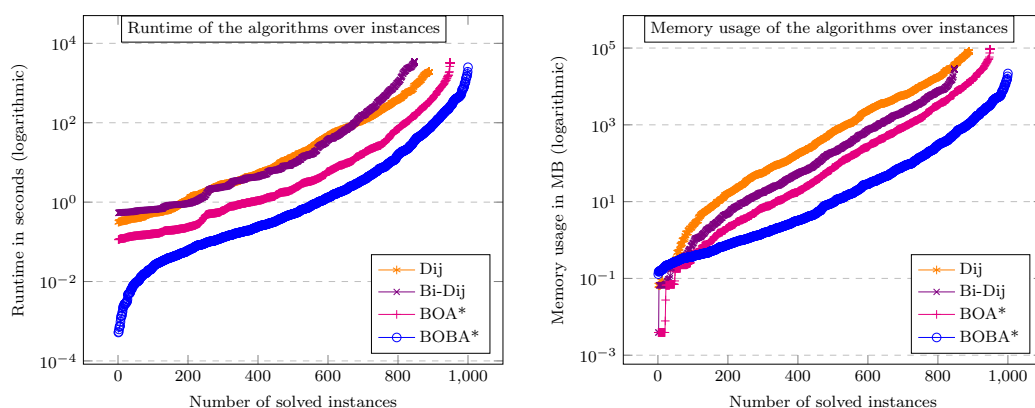 Runtime of the algorithms over instances
Runtime in seconds (logarithmic)
10^4
10^2
10^0
10^−2
10^−4
0
200
400
600
800
1,000
Number of solved instances
Dij
Bi-Dij
BOA*
BOBA*
Memory usage of the algorithms over instances
Memory usage in MB (logarithmic)
10^5
10^3
10^1
10^−1
10^−3
0
200
400
600
800
1,000
Number of solved instances
Dij
Bi-Dij
BOA*
BOBA*